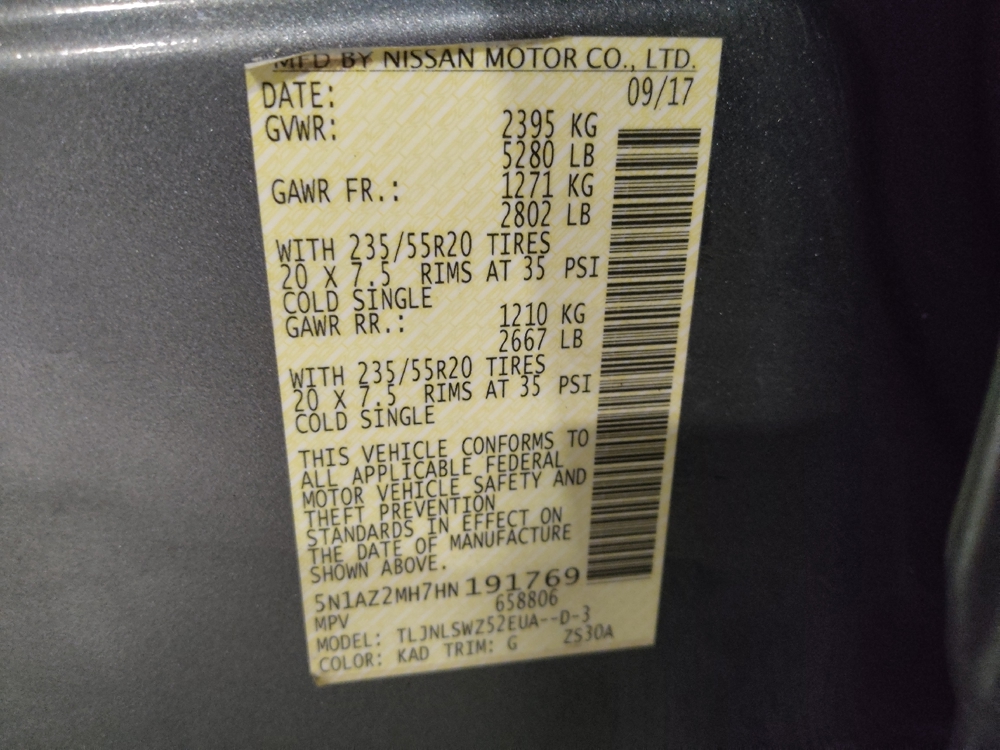 MFD BY NISSAN MOTOR CO., LTD.
DATE: 09/17
GVWR: 2395 KG
5280 LB
GAWR FR.: 1271 KG
2802 LB
WITH 235/55R20 TIRES
20 X 7.5 RIMS AT 35 PSI
COLD SINGLE
GAWR RR.: 1210 KG
2667 LB
WITH 235/55R20 TIRES
20 X 7.5 RIMS AT 35 PSI
COLD SINGLE
THIS VEHICLE CONFORMS TO
ALL APPLICABLE FEDERAL
MOTOR VEHICLE SAFETY AND
THEFT PREVENTION
STANDARDS IN EFFECT ON
THE DATE OF MANUFACTURE
SHOWN ABOVE.
5N1AZ2MH7HN 191769
MPV 658806
MODEL: TLJNLSWZ52EUA--D-3
COLOR: KAD TRIM: G ZS30A